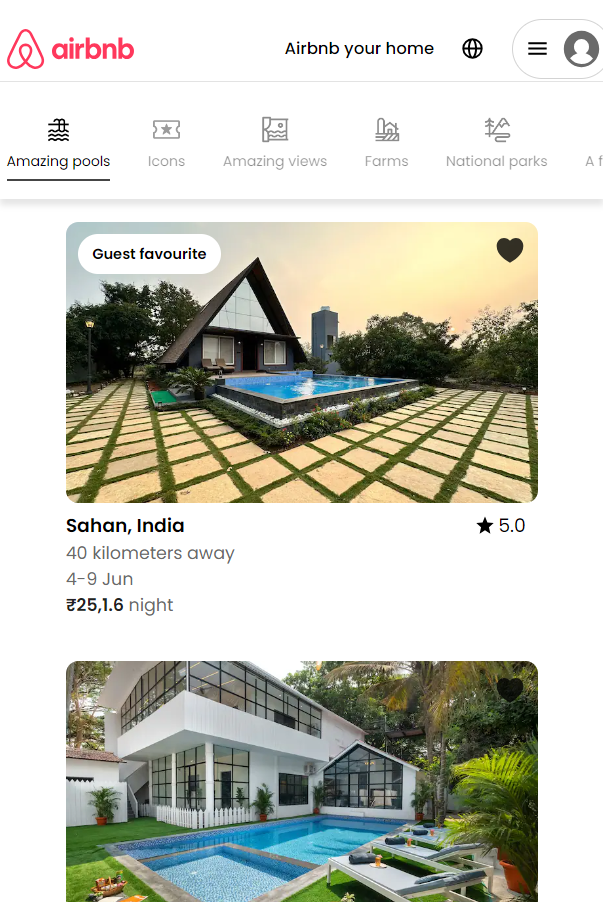 airbnb
Airbnb your home
Amazing pools
Icons
Amazing views
Farms
National parks
A f
Guest favourite
Sahan, India
5.0
40 kilometers away
4-9 Jun
₹25,1.6 night